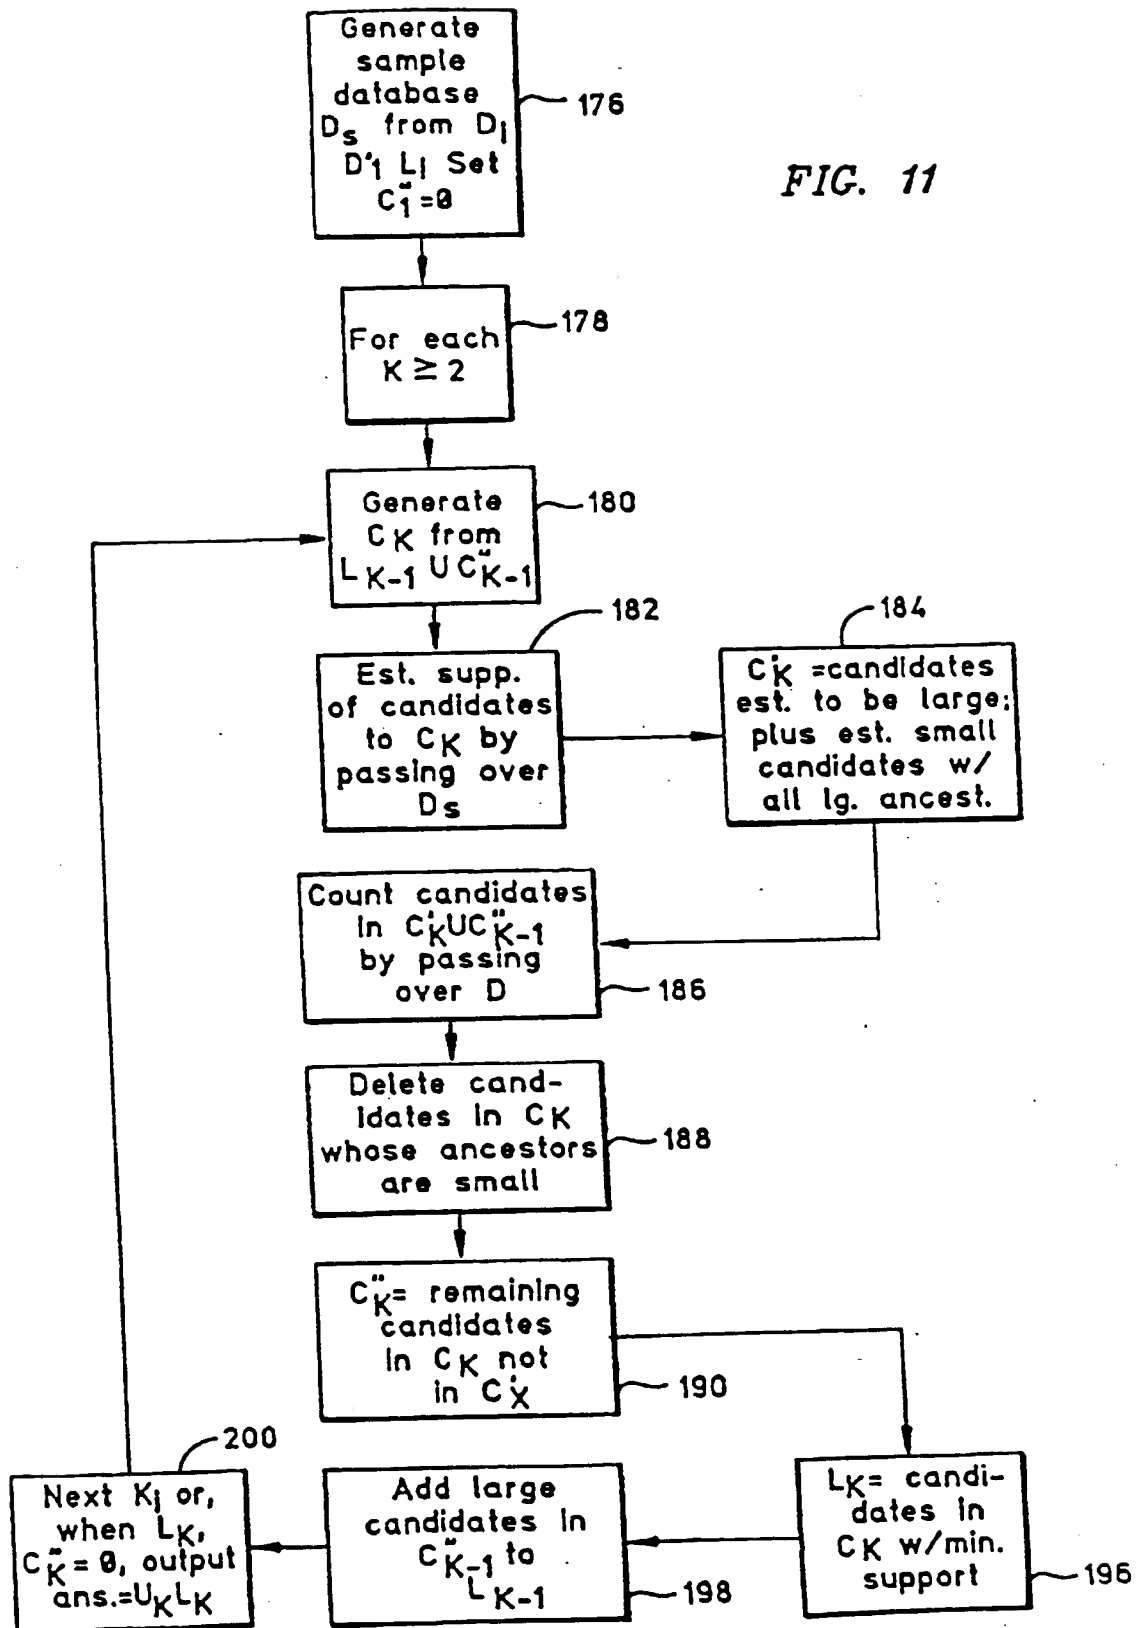 Generate
sample
database
Ds from D1
D"1 L1 Set
C"1=0
176
FIG. 11
For each
K ≧ 2
178
Generate
CK from
LK-1 UC"K-1
180
Est. supp.
of candidates
to CK by
passing over
Ds
182
C'K =candidates
est. to be large;
plus est. small
candidates w/
all lg. ancest.
184
Count candidates
in C'KUC"K-1
by passing
over D
186
Delete cand-
idates in CK
whose ancestors
are small
188
C"K= remaining
candidates
in CK not
in C'X
190
LK= candi-
dates in
CK w/min.
support
196
Add large
candidates in
C"K-1 to
LK-1
198
Next K; or,
when LK,
C"K= 0, output
ans.=UKLK
200